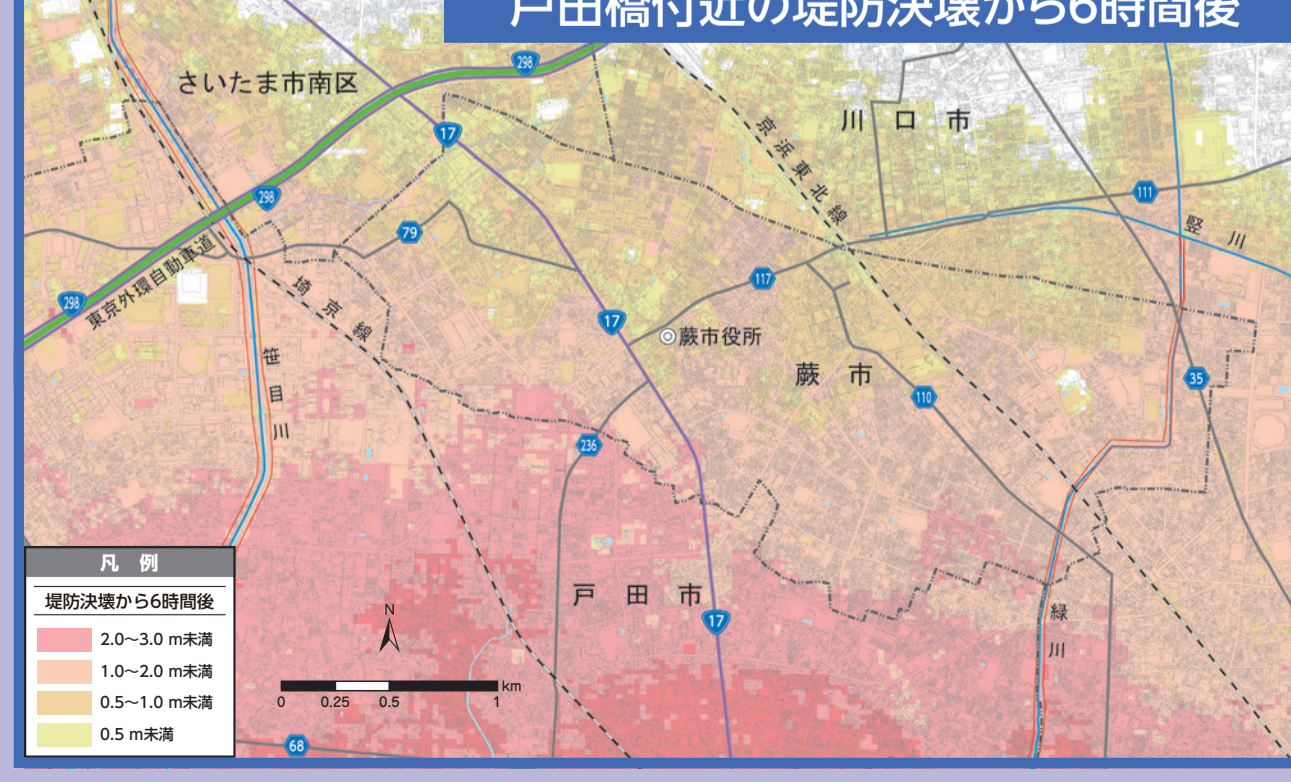 戸田橋付近の堤防決壊から6時間後
さいたま市南区
298
17
川口市
京浜東北線
111
竪川
298
79
東京外環自動車道
298
埼京線
117
17
蕨市役所
蕨市
笹目川
35
110
236
戸田市
17
緑川
68
凡例
堤防決壊から6時間後
2.0〜3.0 m未満
1.0〜2.0 m未満
0.5〜1.0 m未満
0.5 m未満
N
km
0 0.25 0.5 1